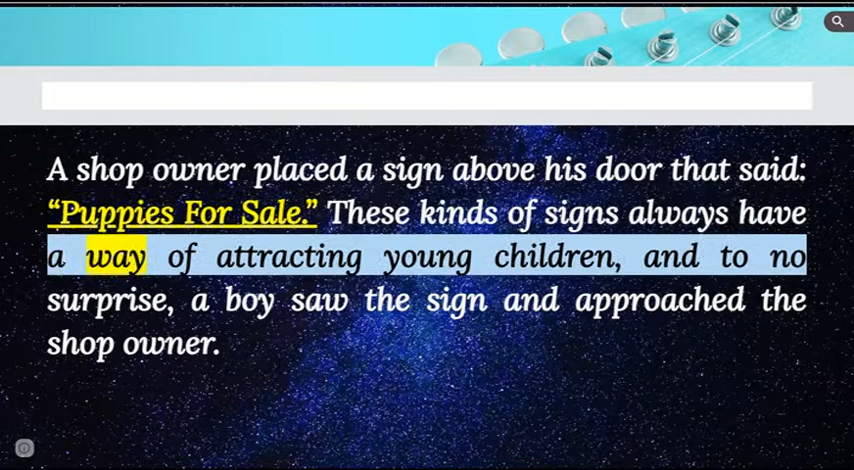 A shop owner placed a sign above his door that said:
“Puppies For Sale.” These kinds of signs always have
a way of attracting young children, and to no
surprise, a boy saw the sign and approached the
shop owner.